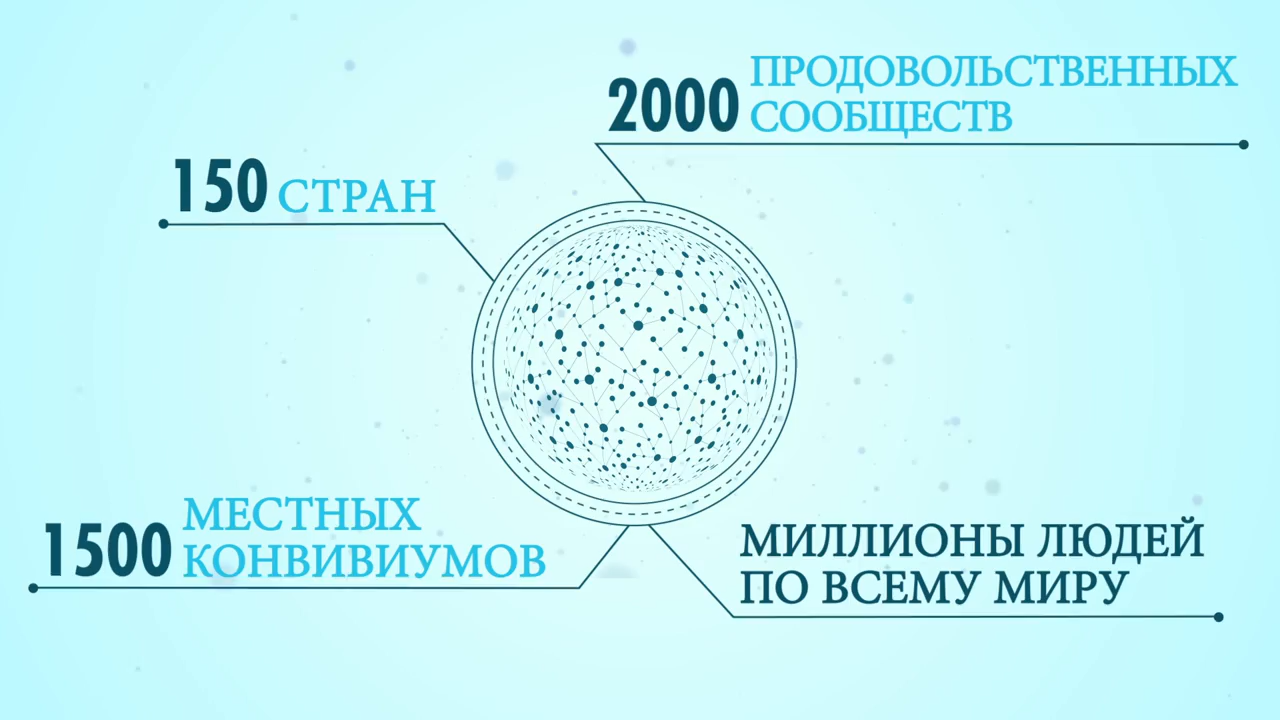 2000 ПРОДОВОЛЬСТВЕННЫХ
СООБЩЕСТВ
150 СТРАН
1500 МЕСТНЫХ
КОНВИВИУМОВ
МИЛЛИОНЫ ЛЮДЕЙ
ПО ВСЕМУ МИРУ